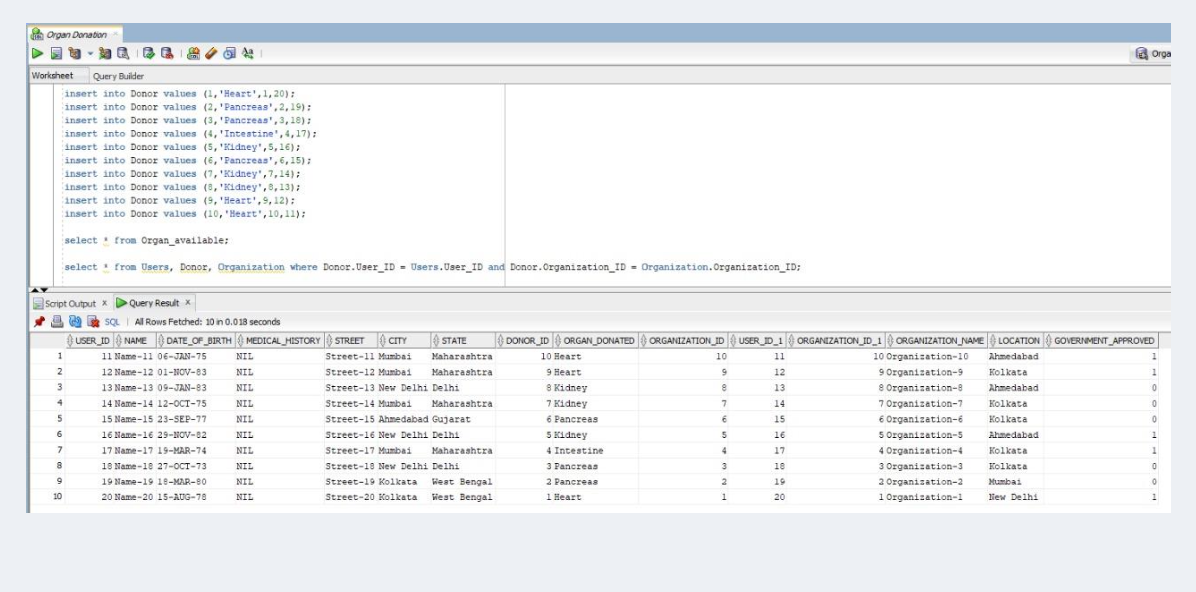 Organ Donation
Orga
Worksheet Query Builder
insert into Donor values (1,'Heart',1,20);
insert into Donor values (2,'Pancreas',2,19);
insert into Donor values (3,'Pancreas',3,18);
insert into Donor values (4,'Intestine',4,17);
insert into Donor values (5,'Kidney',5,16);
insert into Donor values (6,'Pancreas',6,15);
insert into Donor values (7,'Kidney',7,14);
insert into Donor values (8,'Kidney',8,13);
insert into Donor values (9,'Heart',9,12);
insert into Donor values (10,'Heart',10,11);
select * from Organ_available;
select * from Users, Donor, Organization where Donor.User_ID = Users.User_ID and Donor.Organization_ID = Organization.Organization_ID;
Script Output x Query Result x
SQL | All Rows Fetched: 10 in 0.018 seconds
USER_ID NAME DATE_OF_BIRTH MEDICAL_HISTORY STREET CITY STATE DONOR_ID ORGAN_DONATED ORGANIZATION_ID USER_ID_1 ORGANIZATION_ID_1 ORGANIZATION_NAME LOCATION GOVERNMENT_APPROVED
1 11 Name-11 06-JAN-75 NIL Street-11 Mumbai Maharashtra 10 Heart 10 11 10 Organization-10 Ahmedabad 1
2 12 Name-12 01-NOV-83 NIL Street-12 Mumbai Maharashtra 9 Heart 9 12 9 Organization-9 Kolkata 1
3 13 Name-13 09-JAN-83 NIL Street-13 New Delhi Delhi 8 Kidney 8 13 8 Organization-8 Ahmedabad 0
4 14 Name-14 12-OCT-75 NIL Street-14 Mumbai Maharashtra 7 Kidney 7 14 7 Organization-7 Kolkata 0
5 15 Name-15 23-SEP-77 NIL Street-15 Ahmedabad Gujarat 6 Pancreas 6 15 6 Organization-6 Kolkata 0
6 16 Name-16 29-NOV-82 NIL Street-16 New Delhi Delhi 5 Kidney 5 16 5 Organization-5 Ahmedabad 1
7 17 Name-17 19-MAR-74 NIL Street-17 Mumbai Maharashtra 4 Intestine 4 17 4 Organization-4 Kolkata 1
8 18 Name-18 27-OCT-73 NIL Street-18 New Delhi Delhi 3 Pancreas 3 18 3 Organization-3 Kolkata 0
9 19 Name-19 18-MAR-80 NIL Street-19 Kolkata West Bengal 2 Pancreas 2 19 2 Organization-2 Mumbai 0
10 20 Name-20 15-AUG-78 NIL Street-20 Kolkata West Bengal 1 Heart 1 20 1 Organization-1 New Delhi 1